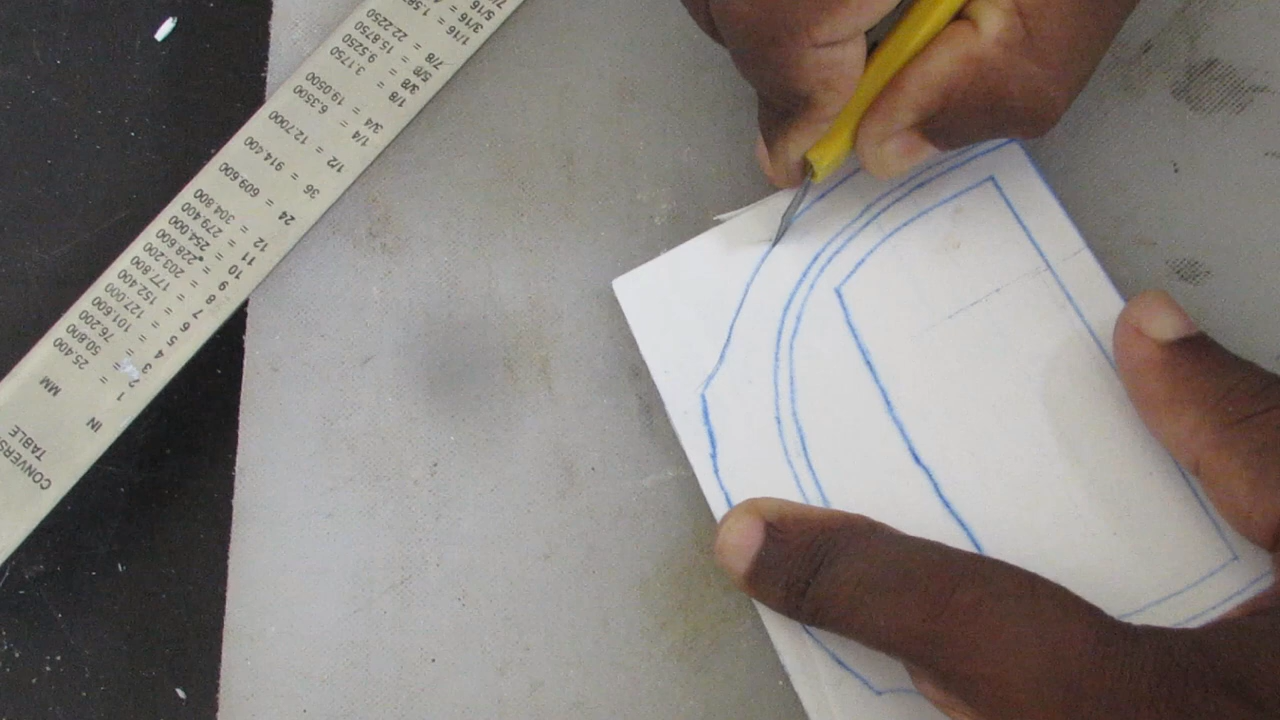 CONVERS
TABLE
IN MM
1 = 25.400
2 = 50.800
3 = 76.200
4 = 101.600
5 = 127.000
6 = 152.400
7 = 177.800
8 = 203.200
9 = 228.600
10 = 254.000
11 = 279.400
12 = 304.800
24 = 609.600
36 = 914.400
1/2 = 12.7000
1/4 = 6.3500
3/4 = 19.0500
1/8 = 3.1750
3/8 = 9.5250
5/8 = 15.8750
7/8 = 22.2250
1/16 = 1.58
3/16 = 4
5/16 =